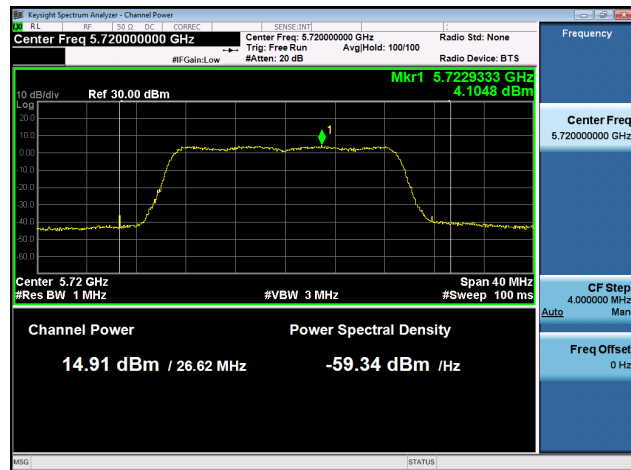 Keysight Spectrum Analyzer - Channel Power
RL RF 50 Ω DC CORREC SENSE:INT
Center Freq 5.720000000 GHz
#IFGain:Low
Center Freq: 5.720000000 GHz
Trig: Free Run Avg|Hold: 100/100
#Atten: 20 dB
Radio Std: None
Radio Device: BTS
Mkr1 5.7229333 GHz
4.1048 dBm
10 dB/div Ref 30.00 dBm
Log
20.0
10.0
0.00
-10.0
-20.0
-30.0
-40.0
-50.0
-60.0
1
Center 5.72 GHz Span 40 MHz
#Res BW 1 MHz #VBW 3 MHz #Sweep 100 ms
Channel Power Power Spectral Density
14.91 dBm / 26.62 MHz -59.34 dBm /Hz
MSG STATUS
Frequency
Center Freq
5.720000000 GHz
CF Step
4.000000 MHz
Auto Man
Freq Offset
0 Hz